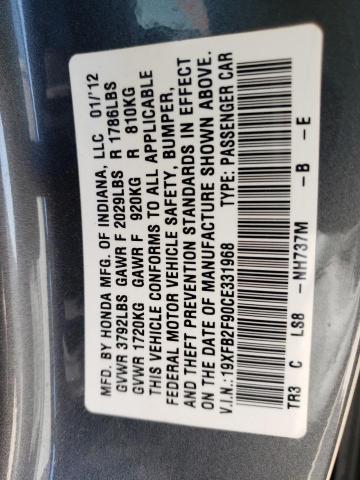 MFD. BY HONDA MFG. OF INDIANA, LLC 01/'12
GVWR 3792LBS GAWR F 2029LBS R 1786LBS
GVWR 1720KG GAWR F 920KG R 810KG
THIS VEHICLE CONFORMS TO ALL APPLICABLE
FEDERAL MOTOR VEHICLE SAFETY, BUMPER,
AND THEFT PREVENTION STANDARDS IN EFFECT
ON THE DATE OF MANUFACTURE SHOWN ABOVE.
V.I.N.:19XFB2F90CE331968 TYPE: PASSENGER CAR
TR3 C LS8 -NH737M -B -E